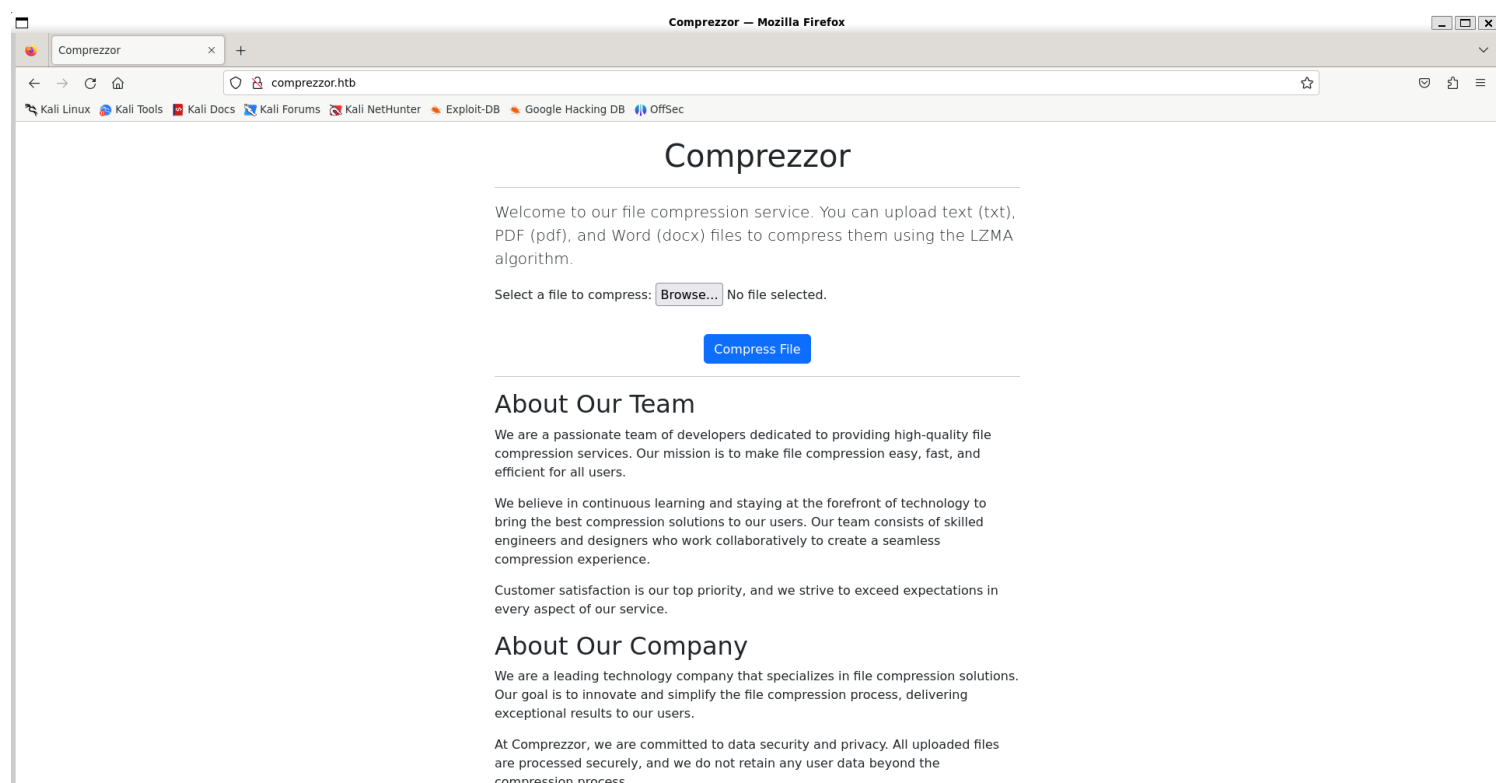 Comprezzor — Mozilla Firefox
Comprezzor
comprezzor.htb
Kali Linux Kali Tools Kali Docs Kali Forums Kali NetHunter Exploit-DB Google Hacking DB OffSec
Comprezzor
Welcome to our file compression service. You can upload text (txt),
PDF (pdf), and Word (docx) files to compress them using the LZMA
algorithm.
Select a file to compress: Browse... No file selected.
Compress File
About Our Team
We are a passionate team of developers dedicated to providing high-quality file
compression services. Our mission is to make file compression easy, fast, and
efficient for all users.
We believe in continuous learning and staying at the forefront of technology to
bring the best compression solutions to our users. Our team consists of skilled
engineers and designers who work collaboratively to create a seamless
compression experience.
Customer satisfaction is our top priority, and we strive to exceed expectations in
every aspect of our service.
About Our Company
We are a leading technology company that specializes in file compression solutions.
Our goal is to innovate and simplify the file compression process, delivering
exceptional results to our users.
At Comprezzor, we are committed to data security and privacy. All uploaded files
are processed securely, and we do not retain any user data beyond the
compression process.